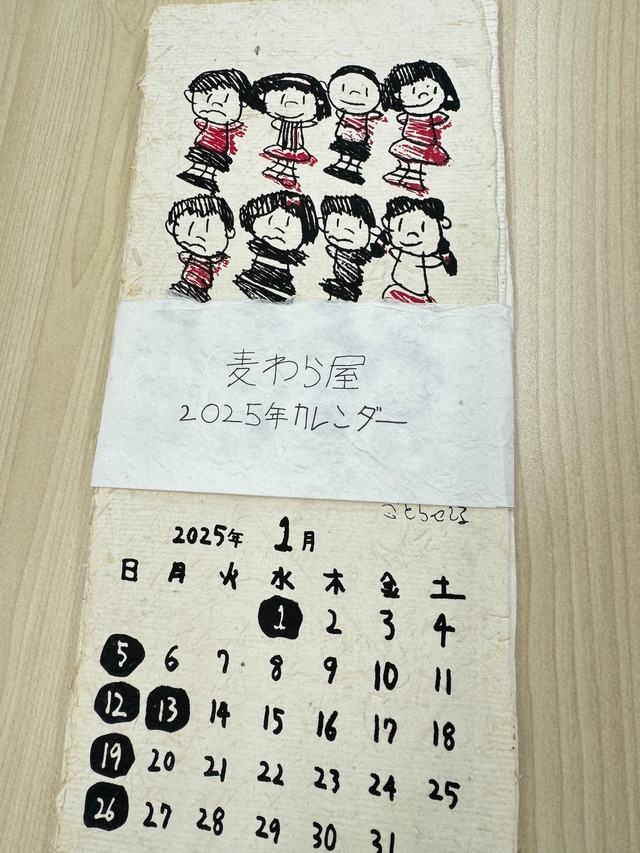 麦わら屋
2025年カレンダー
2025年 1月
日 月 火 水 木 金 土
1 2 3 4
5 6 7 8 9 10 11
12 13 14 15 16 17 18
19 20 21 22 23 24 25
26 27 28 29 30 31